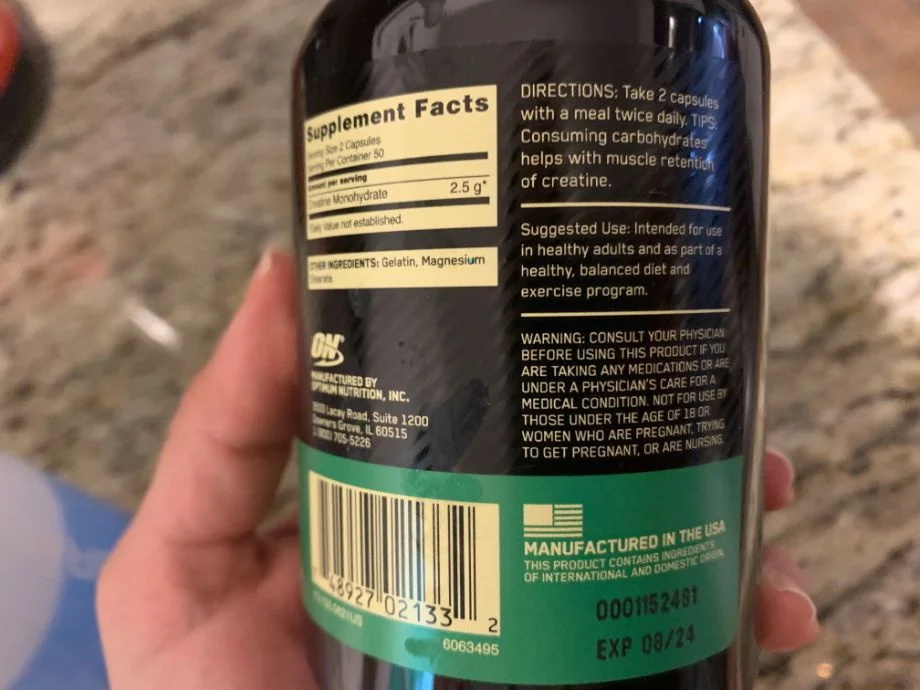 Supplement Facts
Serving Size 2 Capsules
Serving Per Container 50
Amount per serving
Creatine Monohydrate 2.5 g*
*Daily Value not established.
OTHER INGREDIENTS: Gelatin, Magnesium
Stearate.
ON
MANUFACTURED BY
OPTIMUM NUTRITION, INC.
Lacey Road, Suite 1200
Downers Grove, IL 60515
1 (800) 705-5226
48927 02133 2
6063495
DIRECTIONS: Take 2 capsules
with a meal twice daily. TIPS:
Consuming carbohydrates
helps with muscle retention
of creatine.
Suggested Use: Intended for use
in healthy adults and as part of a
healthy, balanced diet and
exercise program.
WARNING: CONSULT YOUR PHYSICIAN
BEFORE USING THIS PRODUCT IF YOU
ARE TAKING ANY MEDICATIONS OR ARE
UNDER A PHYSICIAN'S CARE FOR A
MEDICAL CONDITION. NOT FOR USE BY
THOSE UNDER THE AGE OF 18 OR
WOMEN WHO ARE PREGNANT, TRYING
TO GET PREGNANT, OR ARE NURSING.
MANUFACTURED IN THE USA
THIS PRODUCT CONTAINS INGREDIENTS
OF INTERNATIONAL AND DOMESTIC ORIGIN.
0001152481
EXP 08/24